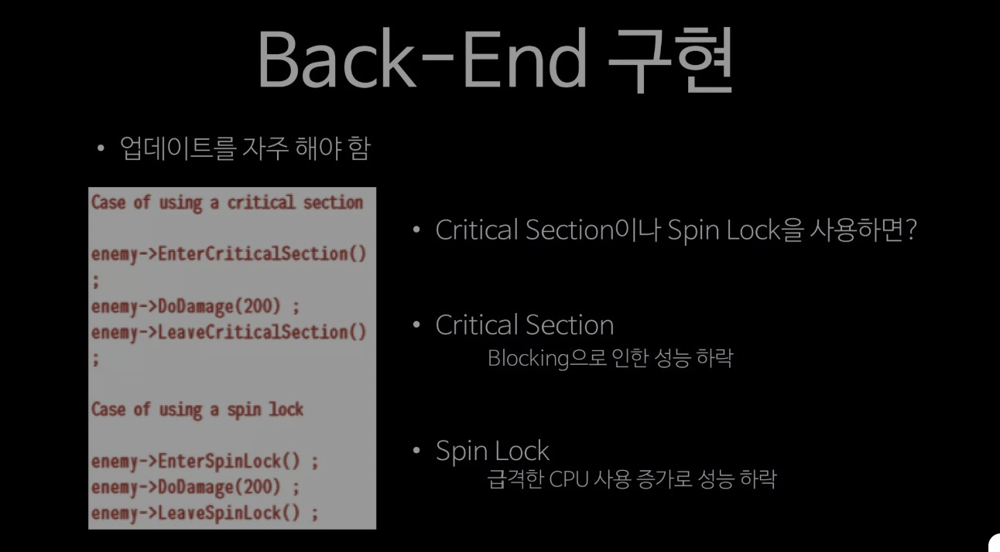 Back-End 구현
• 업데이트를 자주 해야 함
Case of using a critical section
enemy->EnterCriticalSection()
;
enemy->DoDamage(200) ;
enemy->LeaveCriticalSection()
;
Case of using a spin lock
enemy->EnterSpinLock() ;
enemy->DoDamage(200) ;
enemy->LeaveSpinLock() ;
• Critical Section이나 Spin Lock을 사용하면?
• Critical Section
Blocking으로 인한 성능 하락
• Spin Lock
급격한 CPU 사용 증가로 성능 하락